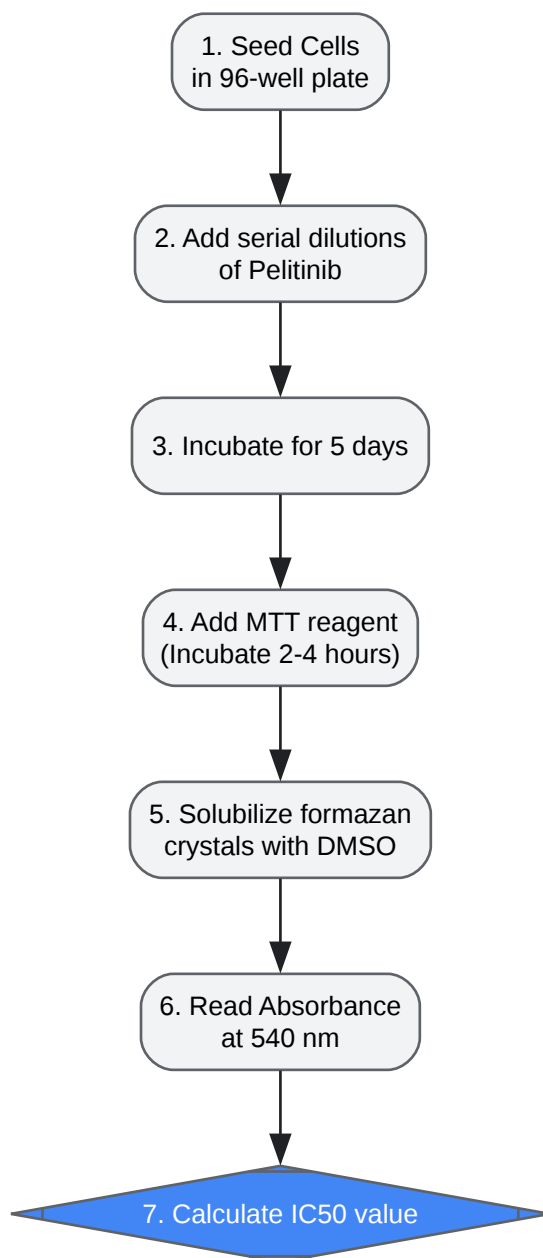 1. Seed Cells
in 96-well plate
2. Add serial dilutions
of Pelitinib
3. Incubate for 5 days
4. Add MTT reagent
(Incubate 2-4 hours)
5. Solubilize formazan
crystals with DMSO
6. Read Absorbance
at 540 nm
7. Calculate IC50 value